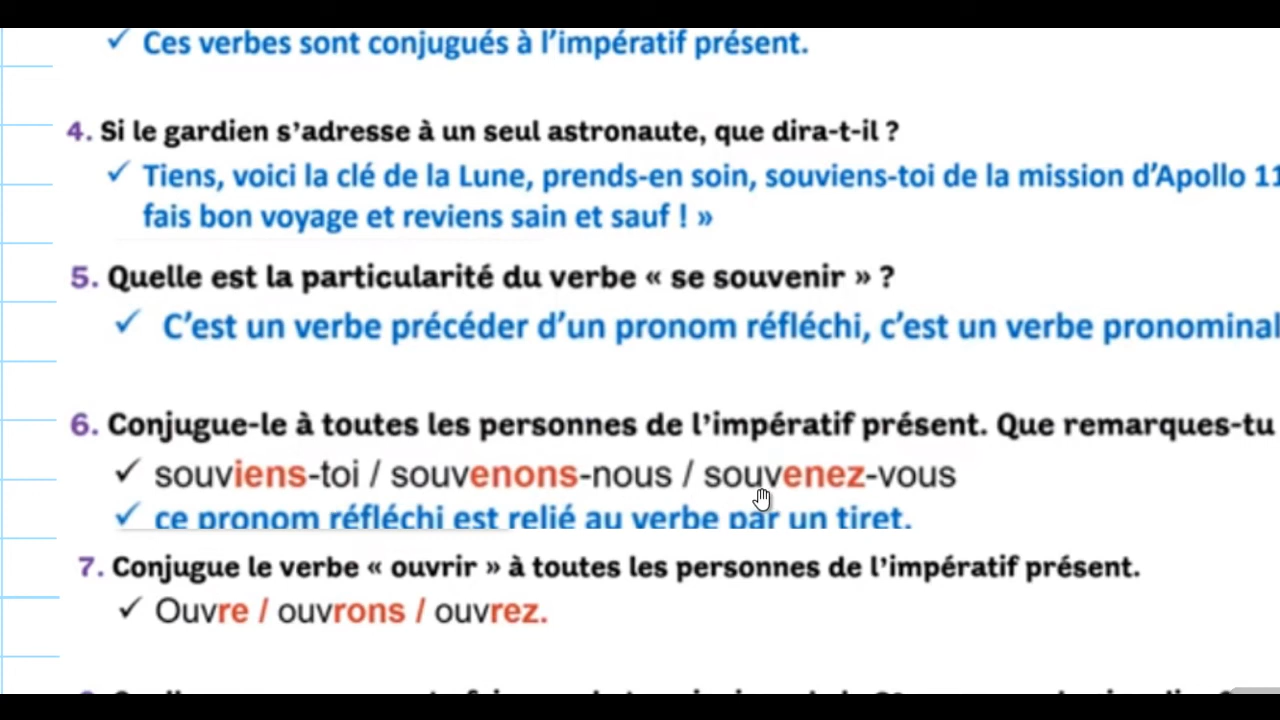 ✓ Ces verbes sont conjugués à l'impératif présent.
4. Si le gardien s'adresse à un seul astronaute, que dira-t-il ?
✓ Tiens, voici la clé de la Lune, prends-en soin, souviens-toi de la mission d'Apollo 11
fais bon voyage et reviens sain et sauf ! »
5. Quelle est la particularité du verbe « se souvenir » ?
✓ C'est un verbe précéder d'un pronom réfléchi, c'est un verbe pronominal
6. Conjugue-le à toutes les personnes de l'impératif présent. Que remarques-tu
✓ souviens-toi / souvenons-nous / souvenez-vous
✓ ce pronom réfléchi est relié au verbe par un tiret.
7. Conjugue le verbe « ouvrir » à toutes les personnes de l'impératif présent.
✓ Ouvre / ouvrons / ouvrez.